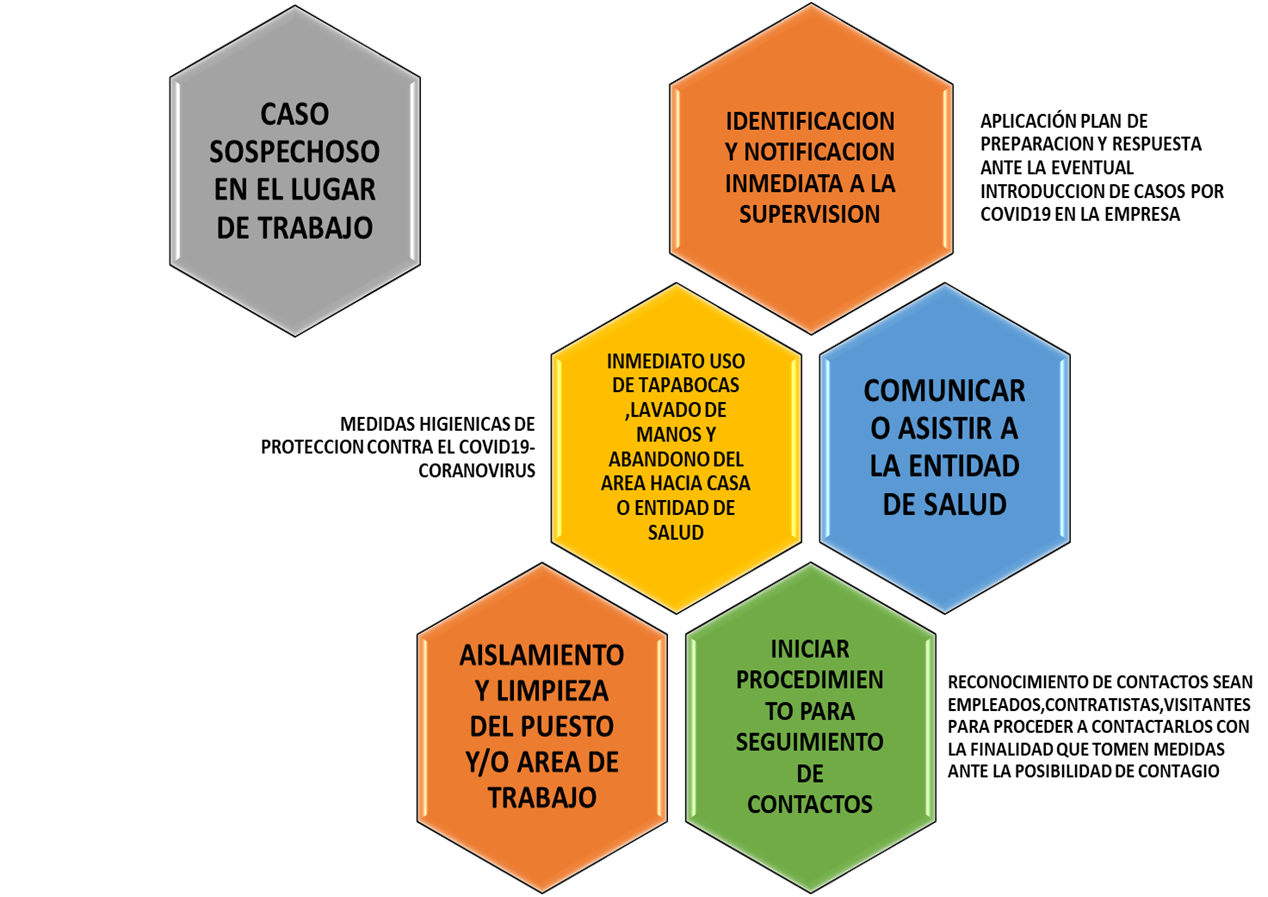 CASO
SOSPECHOSO
EN EL LUGAR
DE TRABAJO
IDENTIFICACION
Y NOTIFICACION
INMEDIATA A LA
SUPERVISION
APLICACIÓN PLAN DE
PREPARACION Y RESPUESTA
ANTE LA EVENTUAL
INTRODUCCION DE CASOS POR
COVID19 EN LA EMPRESA
MEDIDAS HIGIENICAS DE
PROTECCION CONTRA EL COVID19-
CORANOVIRUS
INMEDIATO USO
DE TAPABOCAS
,LAVADO DE
MANOS Y
ABANDONO DEL
AREA HACIA CASA
O ENTIDAD DE
SALUD
COMUNICAR
O ASISTIR A
LA ENTIDAD
DE SALUD
AISLAMIENTO
Y LIMPIEZA
DEL PUESTO
Y/O AREA DE
TRABAJO
INICIAR
PROCEDIMIEN
TO PARA
SEGUIMIENTO
DE
CONTACTOS
RECONOCIMIENTO DE CONTACTOS SEAN
EMPLEADOS,CONTRATISTAS,VISITANTES
PARA PROCEDER A CONTACTARLOS CON
LA FINALIDAD QUE TOMEN MEDIDAS
ANTE LA POSIBILIDAD DE CONTAGIO